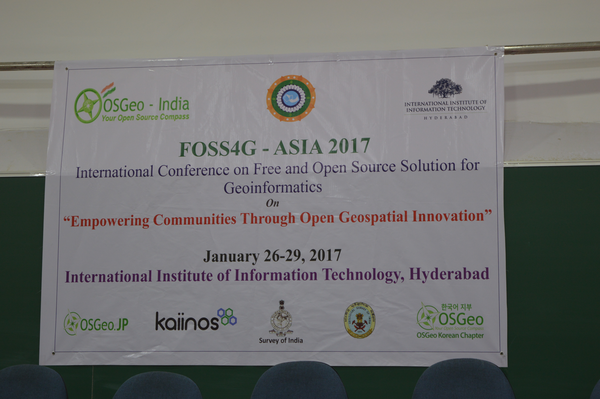 OSGeo - India
Your Open Source Compass
INTERNATIONAL INSTITUTE OF
INFORMATION TECHNOLOGY
HYDERABAD
FOSS4G - ASIA 2017
International Conference on Free and Open Source Solution for
Geoinformatics
On
“Empowering Communities Through Open Geospatial Innovation”
January 26-29, 2017
International Institute of Information Technology, Hyderabad
OSGeo.JP
kaiinos
Survey of India
한국어 지부
OSGeo
OSGeo Korean Chapter